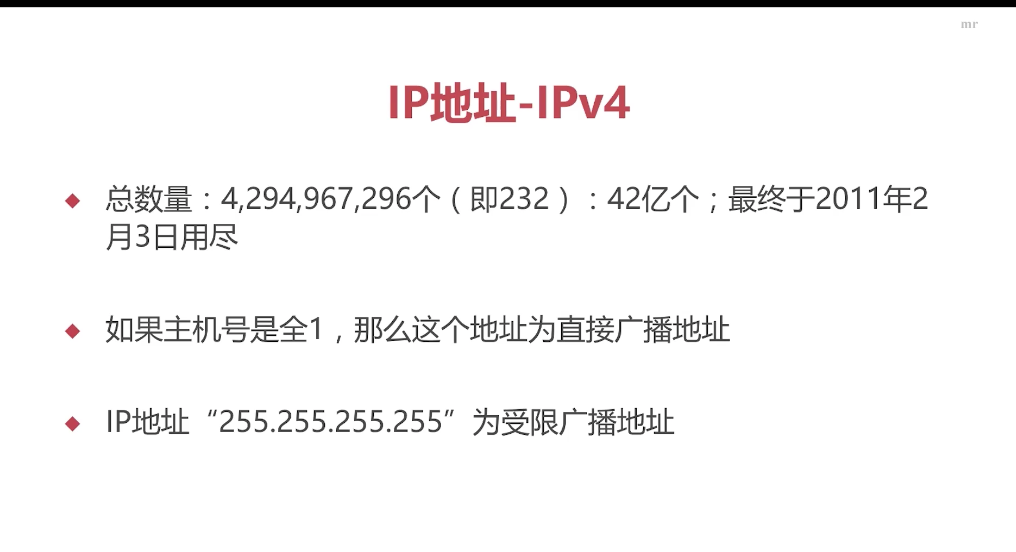 mr
IP地址-IPv4
总数量：4,294,967,296个（即232）：42亿个；最终于2011年2
月3日用尽
如果主机号是全1，那么这个地址为直接广播地址
IP地址“255.255.255.255”为受限广播地址